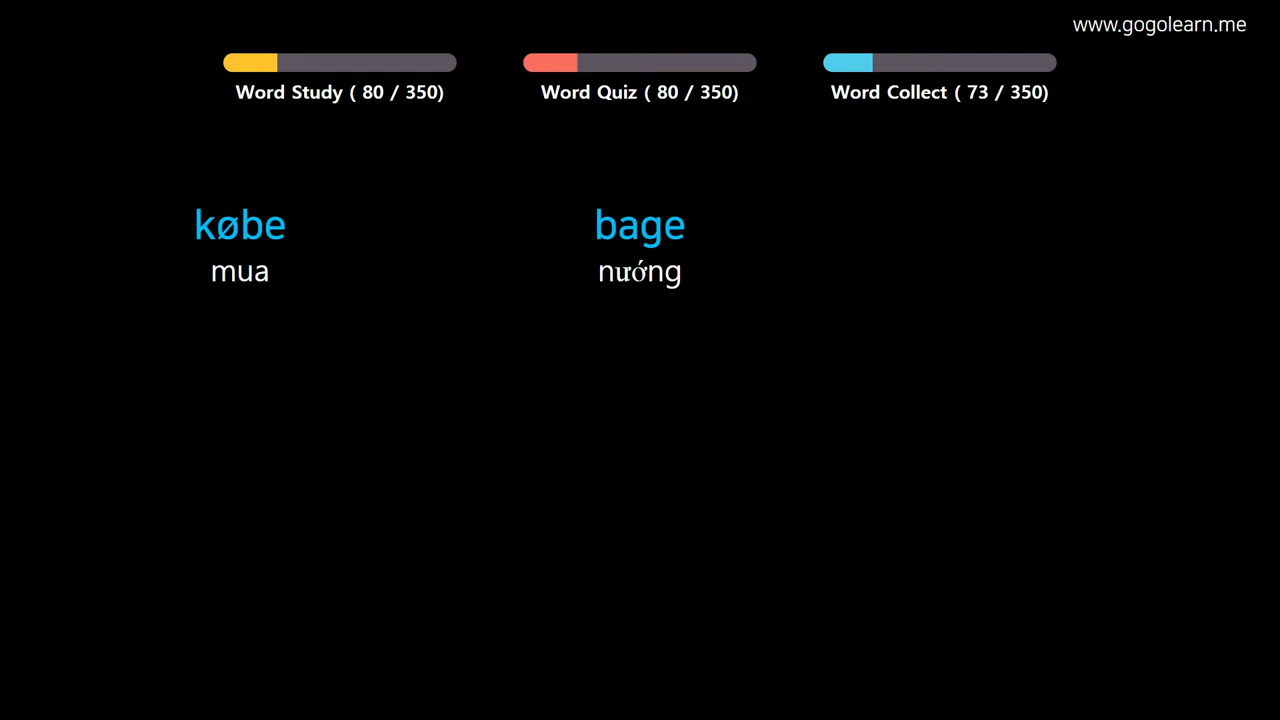 www.gogolearn.me
Word Study ( 80 / 350)
Word Quiz ( 80 / 350)
Word Collect ( 73 / 350)
købe
bage
mua
nướng